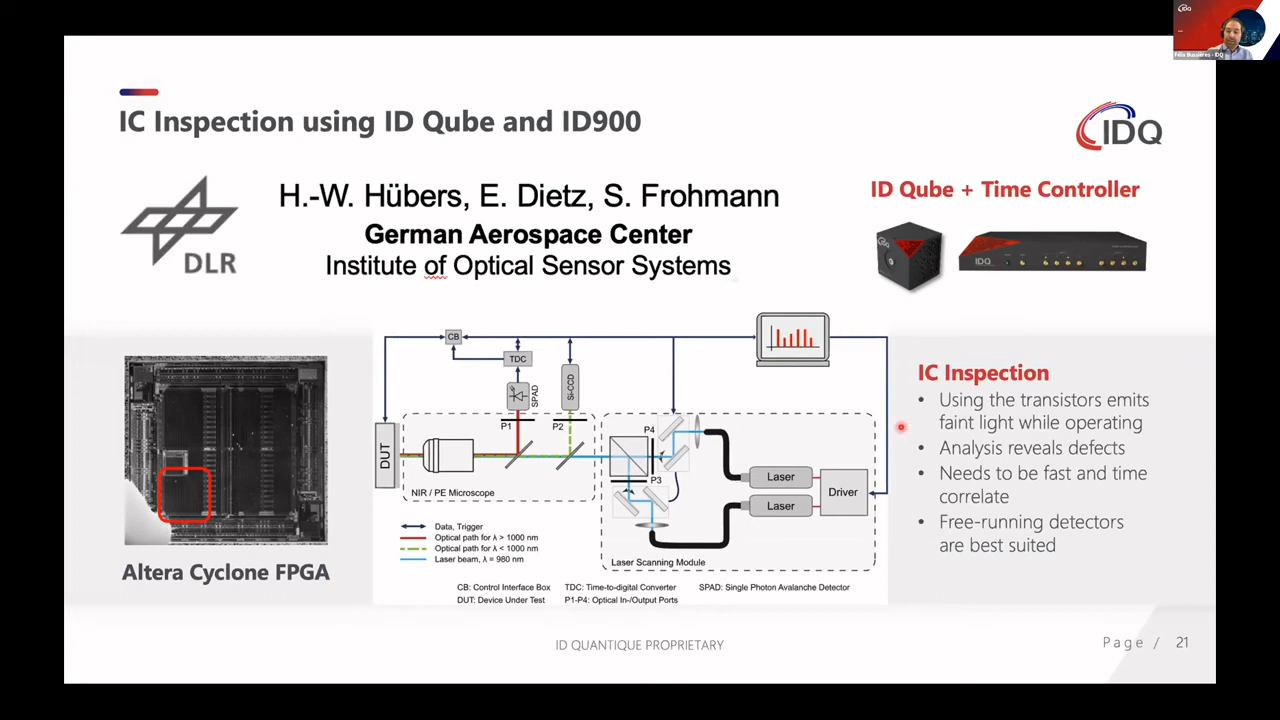 IDQ
Felix Bussières - IDQ
IC Inspection using ID Qube and ID900
IDQ
H.-W. Hübers, E. Dietz, S. Frohmann
German Aerospace Center
Institute of Optical Sensor Systems
DLR
ID Qube + Time Controller
IDQ
IDQ
CB
TDC
SPAD
Si-CCD
P1
P2
P4
P3
DUT
NIR / PE Microscope
Laser
Laser
Driver
Laser Scanning Module
Data, Trigger
Optical path for λ > 1000 nm
Optical path for λ < 1000 nm
Laser beam, λ = 980 nm
CB: Control Interface Box
TDC: Time-to-digital Converter
SPAD: Single Photon Avalanche Detector
DUT: Device Under Test
P1-P4: Optical In-/Output Ports
Altera Cyclone FPGA
IC Inspection
• Using the transistors emits
faint light while operating
• Analysis reveals defects
• Needs to be fast and time
correlate
• Free-running detectors
are best suited
ID QUANTIQUE PROPRIETARY
Page / 21